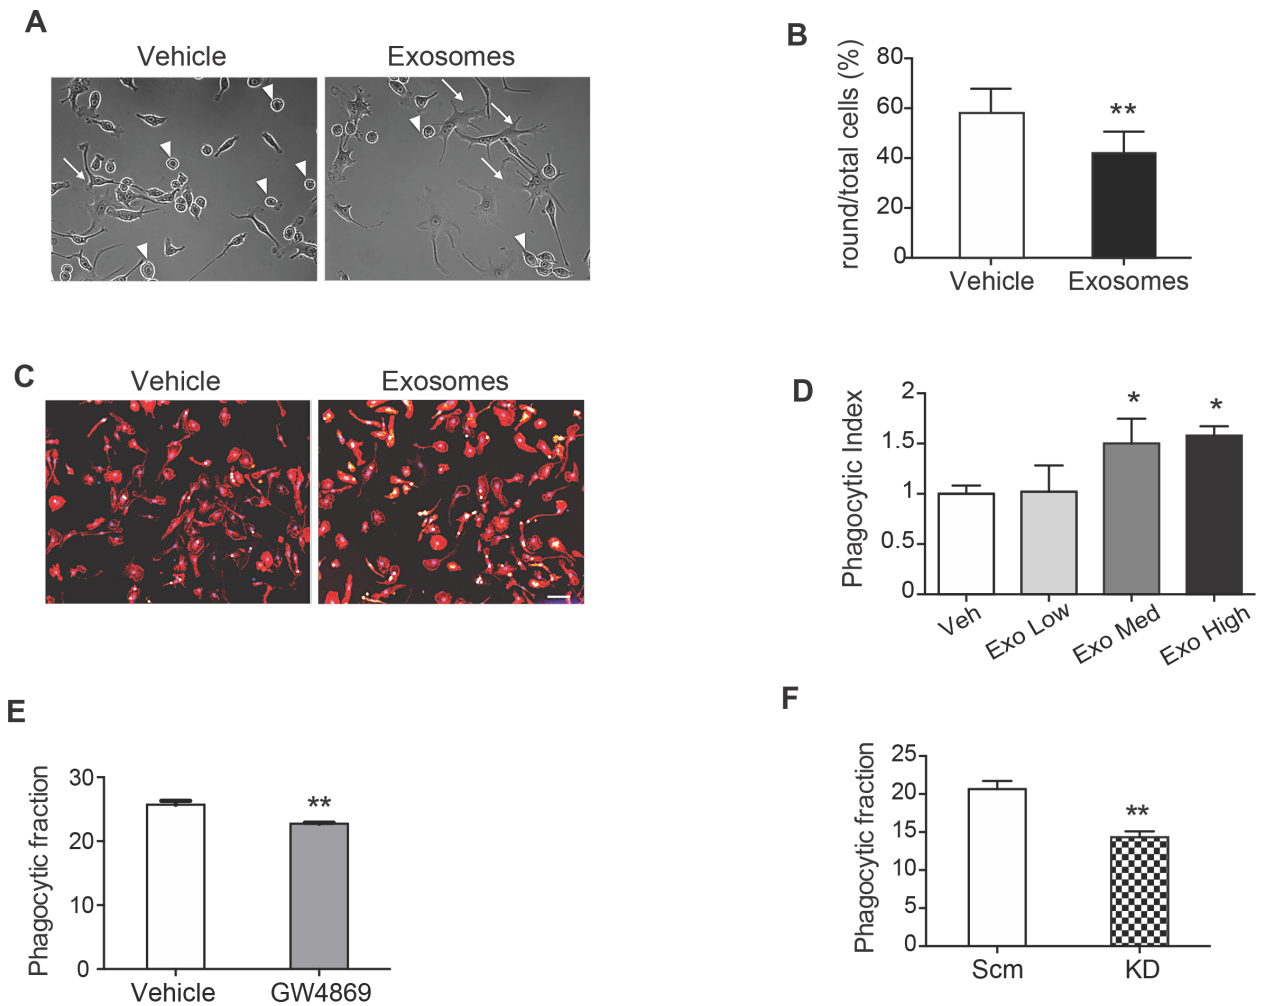 A
Vehicle
Exosomes
B
round/total cells (%)
80
60
40
20
0
**
Vehicle
Exosomes
C
Vehicle
Exosomes
D
Phagocytic Index
2
1.5
1
0.5
0
*
*
Veh
Exo Low
Exo Med
Exo High
E
Phagocytic fraction
30
20
10
0
**
Vehicle
GW4869
F
Phagocytic fraction
25
20
15
10
5
0
**
Scm
KD